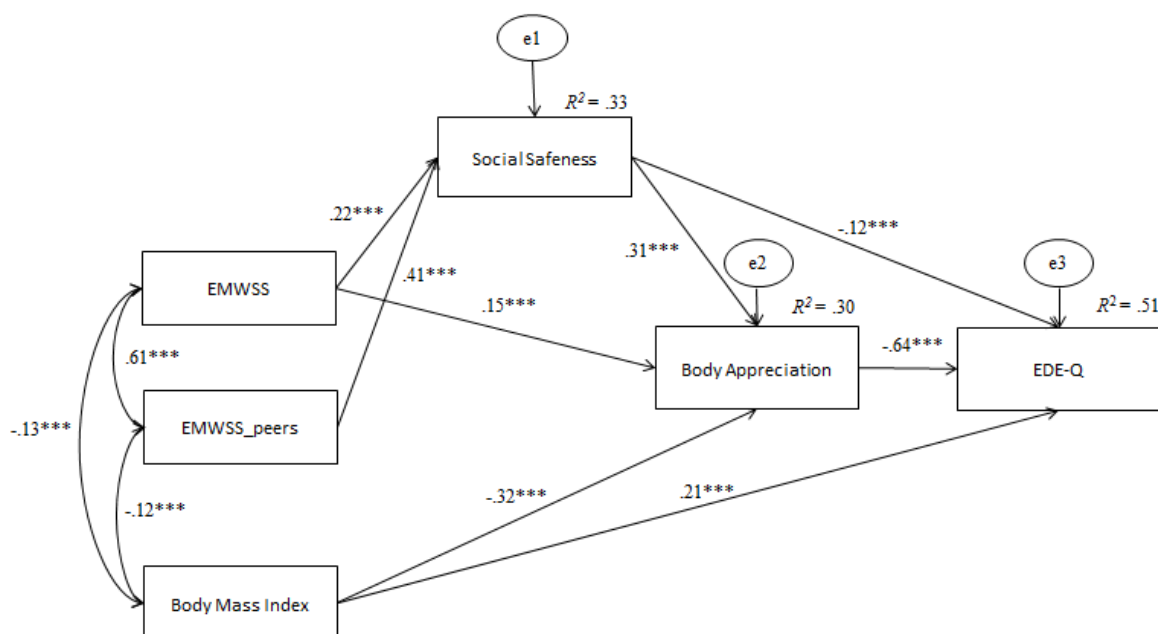 e1
R² = .33
Social Safeness
.22***
.31***
-.12***
e2
e3
EMWSS
.41***
.15***
R² = .30
R² = .51
.61***
Body Appreciation
-.64***
EDE-Q
-.13***
EMWSS_peers
-.12***
-.32***
.21***
Body Mass Index